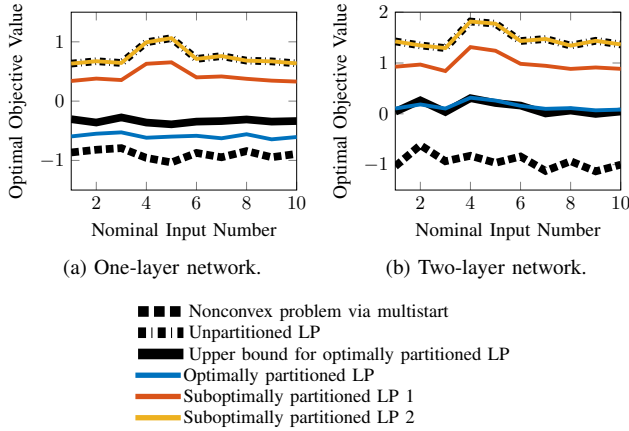 Optimal Objective Value
1
0
−1
2 4 6 8 10
Nominal Input Number
(a) One-layer network.
Optimal Objective Value
2
1
0
−1
2 4 6 8 10
Nominal Input Number
(b) Two-layer network.
Nonconvex problem via multistart
Unpartitioned LP
Upper bound for optimally partitioned LP
Optimally partitioned LP
Suboptimally partitioned LP 1
Suboptimally partitioned LP 2